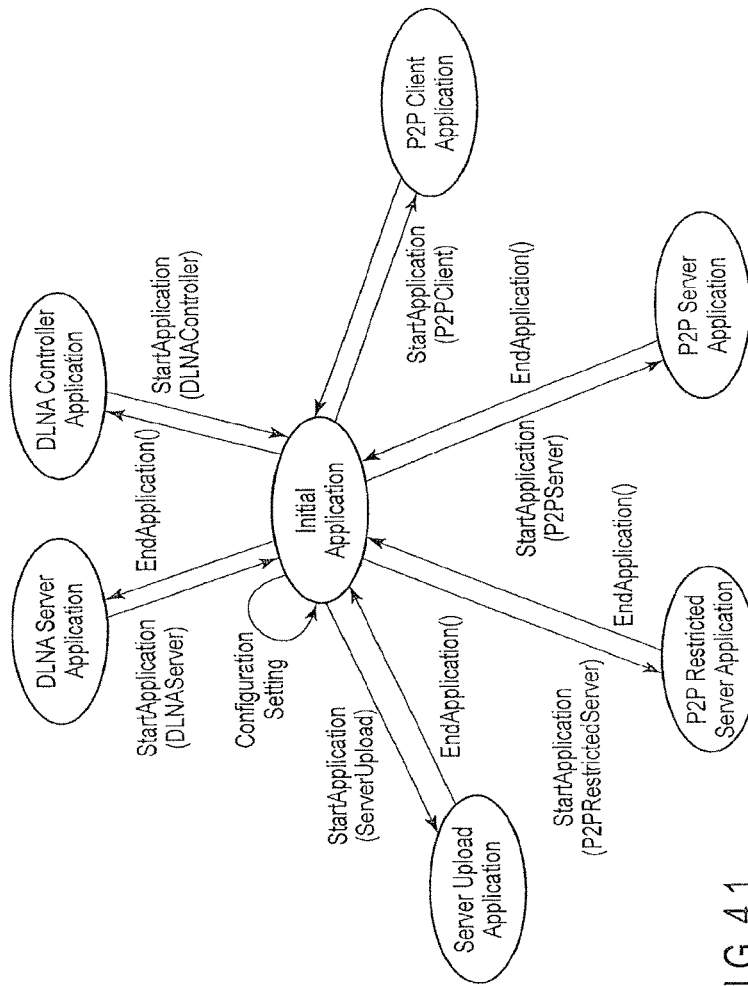 DLNA Server
Application
DLNA Controller
Application
StartApplication
(DLNAServer)
EndApplication()
StartApplication
(DLNAController)
Configuration
Setting
Initial
Application
P2P Client
Application
StartApplication
(P2PClient)
StartApplication
(ServerUpload)
EndApplication()
Server Upload
Application
StartApplication
(P2PRestrictedServer)
EndApplication()
P2P Restricted
Server Application
StartApplication
(P2PServer)
EndApplication()
P2P Server
Application
IG. 41